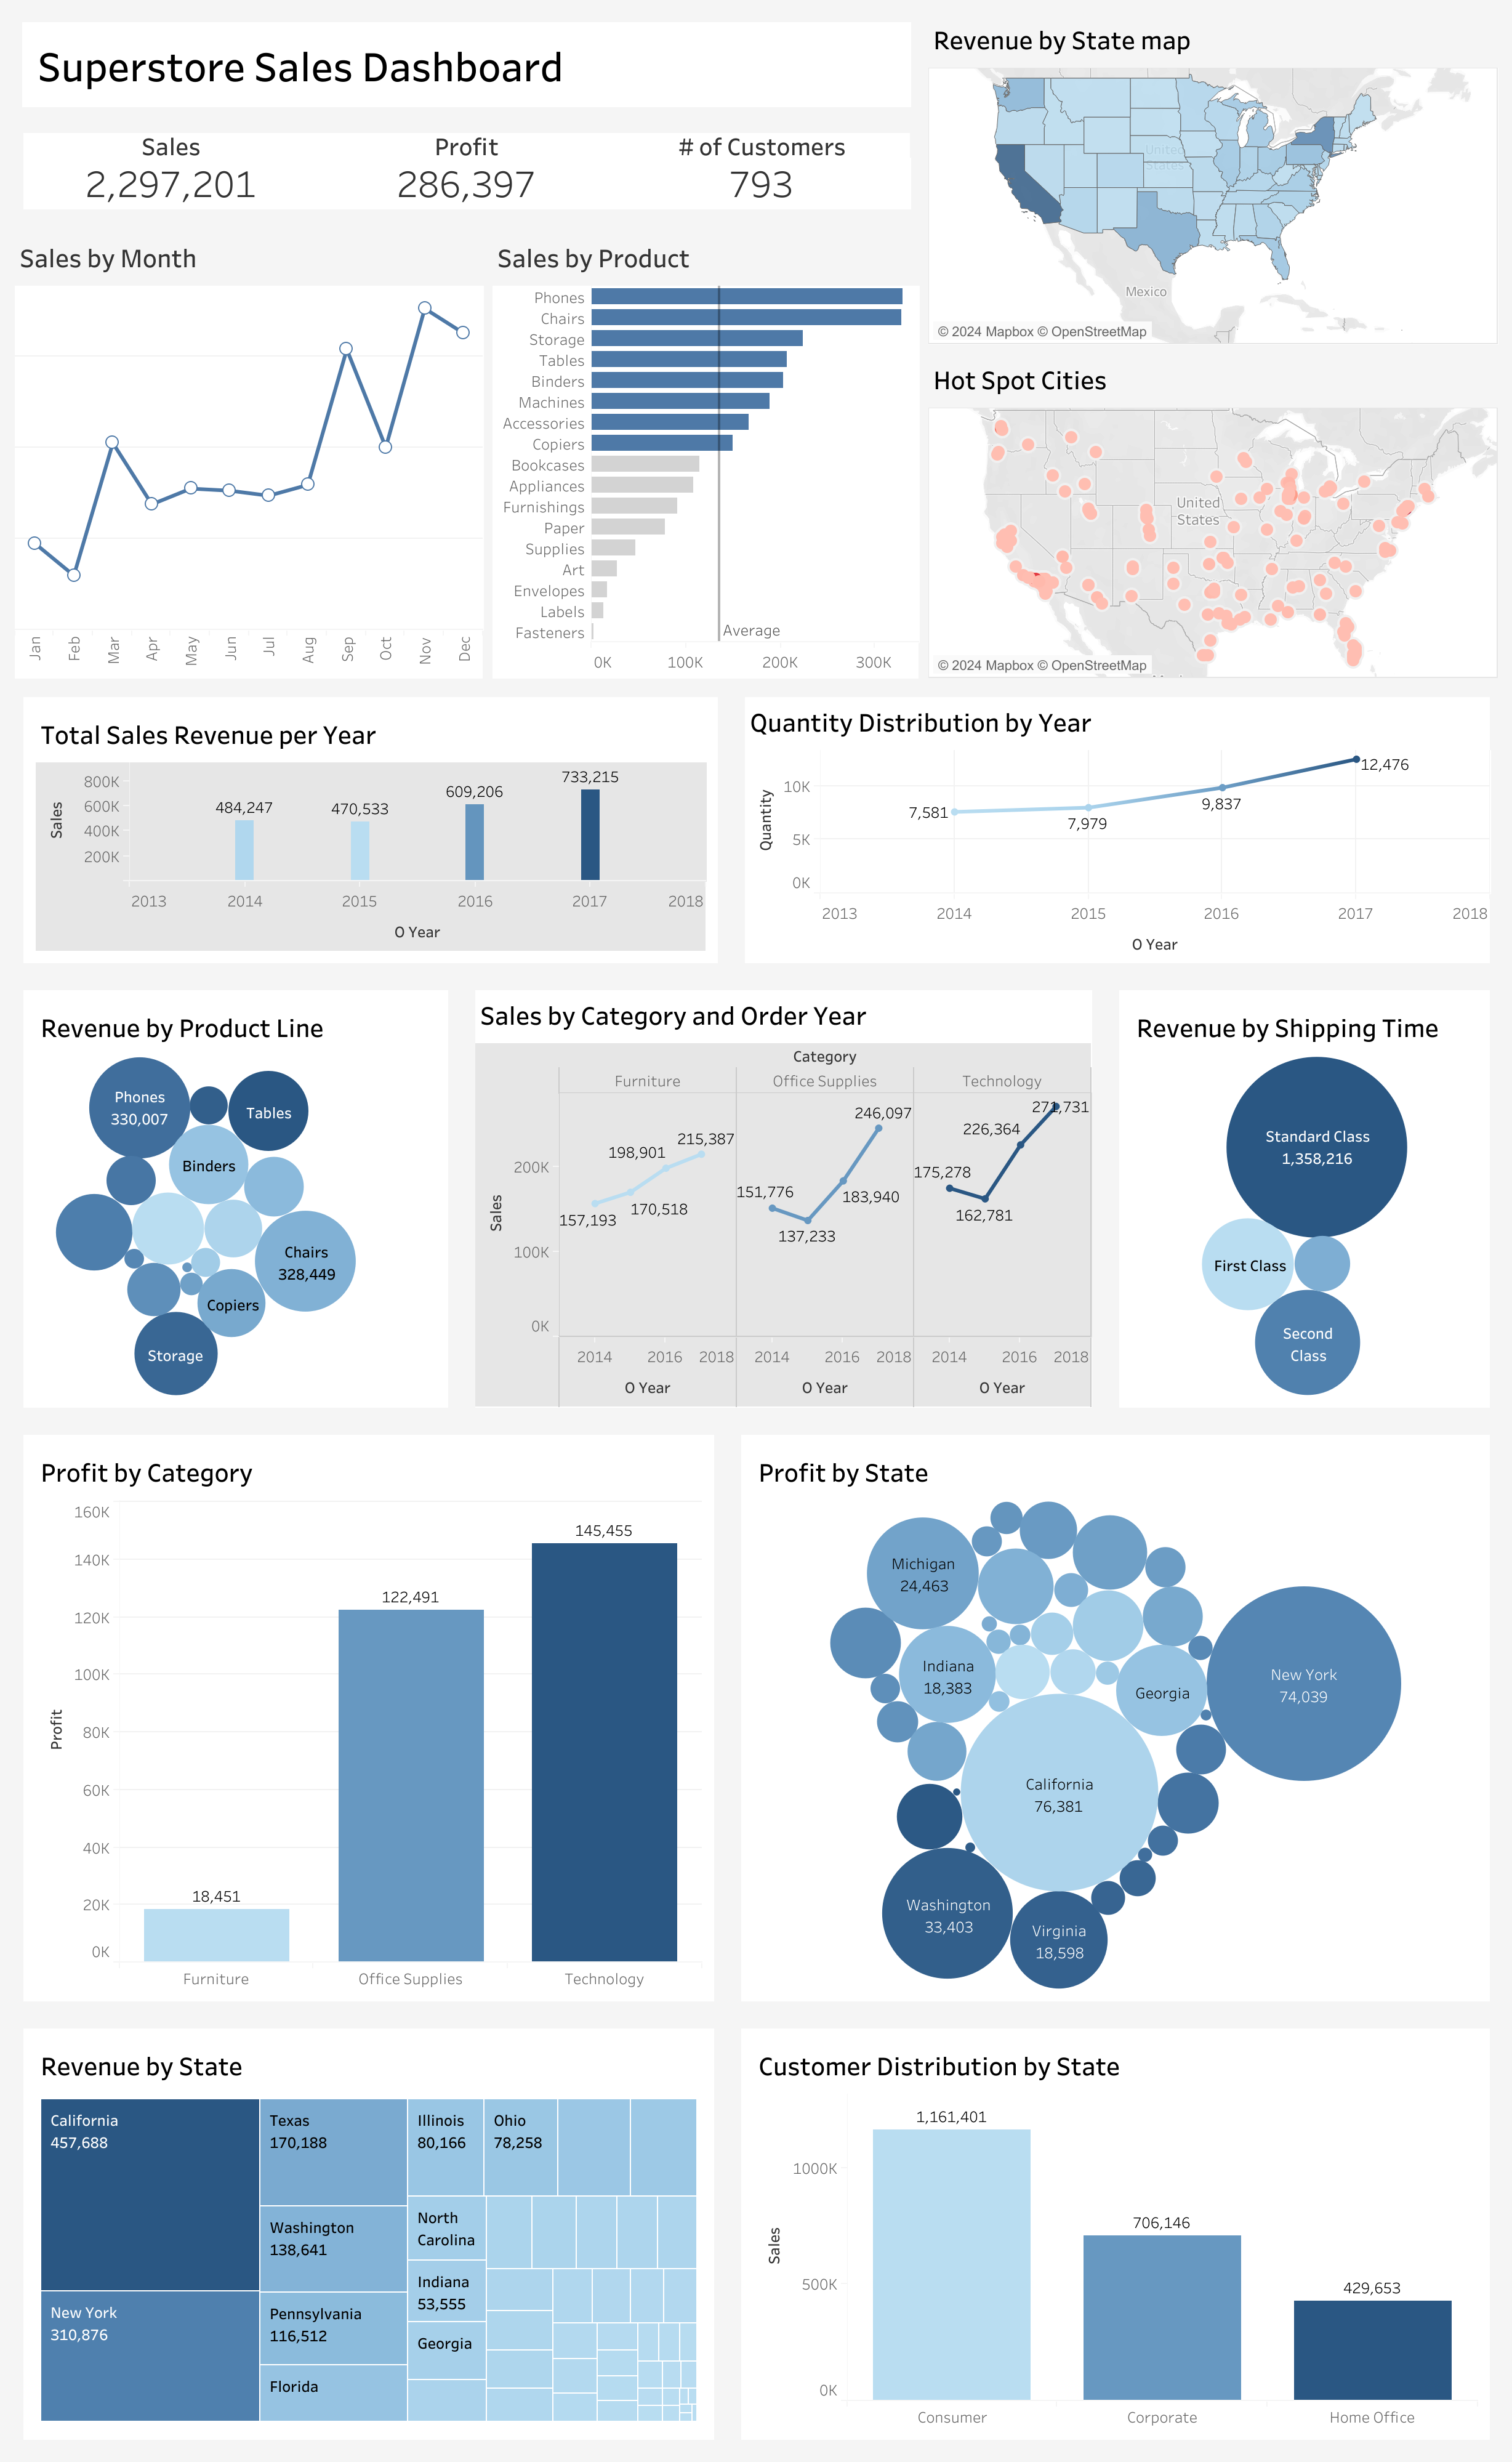 Superstore Sales Dashboard
Sales
2,297,201
Profit
286,397
# of Customers
793
Revenue by State map
United States
Mexico
© 2024 Mapbox © OpenStreetMap
Sales by Month
Jan
Feb
Mar
Apr
May
Jun
Jul
Aug
Sep
Oct
Nov
Dec
Sales by Product
Phones
Chairs
Storage
Tables
Binders
Machines
Accessories
Copiers
Bookcases
Appliances
Furnishings
Paper
Supplies
Art
Envelopes
Labels
Fasteners
Average
0K
100K
200K
300K
Hot Spot Cities
United
States
© 2024 Mapbox © OpenStreetMap
Total Sales Revenue per Year
Sales
800K
600K
400K
200K
484,247
470,533
609,206
733,215
2013
2014
2015
2016
2017
2018
O Year
Quantity Distribution by Year
Quantity
10K
5K
0K
7,581
7,979
9,837
12,476
2013
2014
2015
2016
2017
2018
O Year
Revenue by Product Line
Phones
330,007
Tables
Binders
Chairs
328,449
Copiers
Storage
Sales by Category and Order Year
Category
Furniture
Office Supplies
Technology
Sales
200K
100K
0K
157,193
170,518
198,901
215,387
151,776
137,233
183,940
246,097
175,278
162,781
226,364
271,731
2014
2016
2018
2014
2016
2018
2014
2016
2018
O Year
O Year
O Year
Revenue by Shipping Time
Standard Class
1,358,216
First Class
Second
Class
Profit by Category
Profit
160K
140K
120K
100K
80K
60K
40K
20K
0K
18,451
122,491
145,455
Furniture
Office Supplies
Technology
Profit by State
Michigan
24,463
Indiana
18,383
Georgia
New York
74,039
California
76,381
Washington
33,403
Virginia
18,598
Revenue by State
California
457,688
New York
310,876
Texas
170,188
Washington
138,641
Pennsylvania
116,512
Florida
Illinois
80,166
Ohio
78,258
North
Carolina
Indiana
53,555
Georgia
Customer Distribution by State
Sales
1000K
500K
0K
1,161,401
706,146
429,653
Consumer
Corporate
Home Office